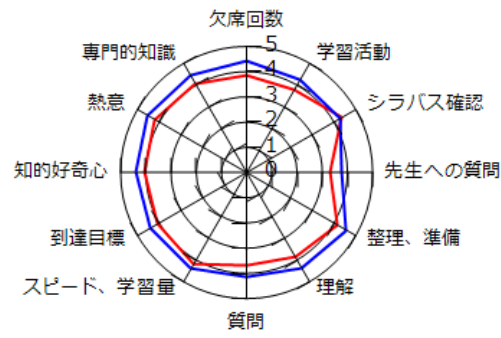 欠席回数
学習活動
シラバス確認
先生への質問
整理、準備
理解
質問
スピード、学習量
到達目標
知的好奇心
熱意
専門的知識
5
4
3
2
1
0